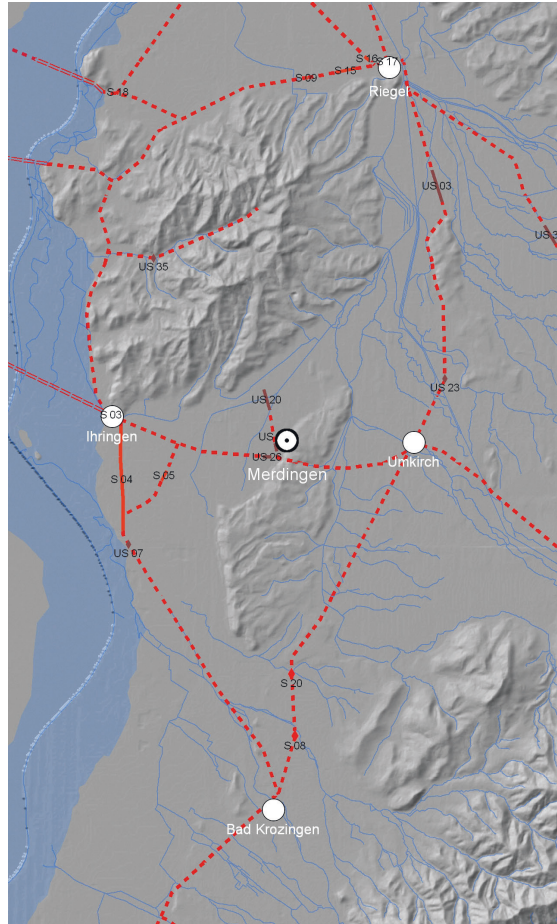 S 16
S 17
S 15
S 09
Riegel
S 18
US 03
US 3
US 35
US 23
US 20
S 03
US
Ihringen
US 26
Umkirch
Merdingen
S 04
S 05
US 07
S 20
S 08
Bad Krozingen